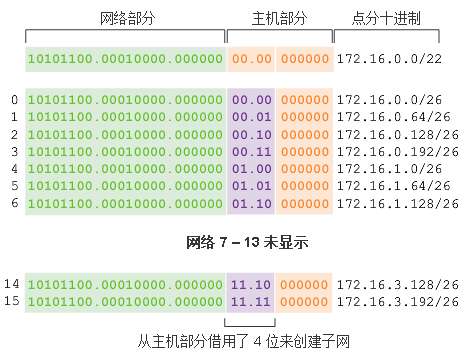 网络部分 主机部分 点分十进制
10101100.00010000.000000 00.00 000000 172.16.0.0/22
0 10101100.00010000.000000 00.00 000000 172.16.0.0/26
1 10101100.00010000.000000 00.01 000000 172.16.0.64/26
2 10101100.00010000.000000 00.10 000000 172.16.0.128/26
3 10101100.00010000.000000 00.11 000000 172.16.0.192/26
4 10101100.00010000.000000 01.00 000000 172.16.1.0/26
5 10101100.00010000.000000 01.01 000000 172.16.1.64/26
6 10101100.00010000.000000 01.10 000000 172.16.1.128/26
网络 7 – 13 未显示
14 10101100.00010000.000000 11.10 000000 172.16.3.128/26
15 10101100.00010000.000000 11.11 000000 172.16.3.192/26
从主机部分借用了 4 位来创建子网